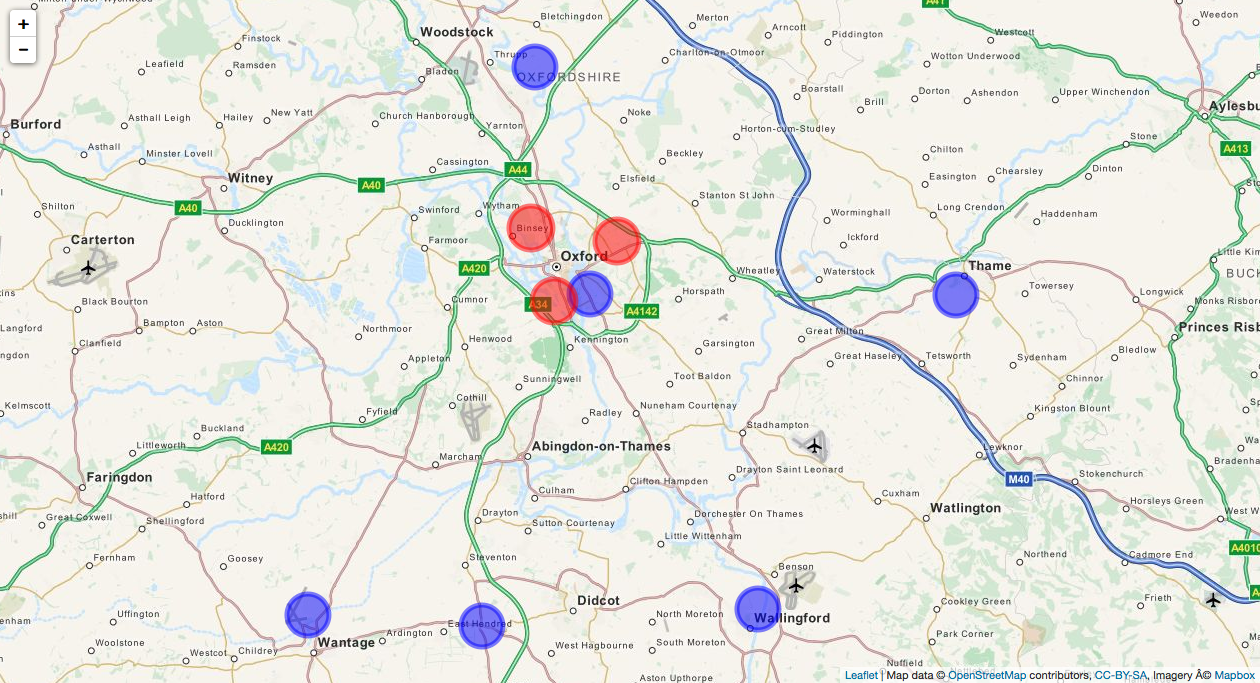 +
−
Bletchingdon
Merton
Arncott
Piddington
Westcott
A41
Weedon
Finstock
Woodstock
Charlton-on-Otmoor
Wotton Underwood
Leafield
Ramsden
Bladon
Thrupp
OXFORDSHIRE
Boarstall
Brill
Dorton
Ashendon
Upper Winchendon
Burford
Asthall Leigh
Hailey
New Yatt
Church Hanborough
Yarnton
Noke
Horton-cum-Studley
Stone
A413
Asthall
Minster Lovell
Cassington
A44
Beckley
Chilton
Witney
A40
Elsfield
Easington
Chearsley
Dinton
Shilton
A40
Swinford
Wytham
Stanton St John
Worminghall
Long Crendon
Haddenham
Ducklington
Binsey
Carterton
Farmoor
Oxford
Ickford
A420
Wheatley
Waterstock
Thame
Black Bourton
Cumnor
A34
A4142
Horspath
Towersey
Longwick
Monks Risbor
Langford
Bampton
Aston
Northmoor
Henwood
Kennington
Garsington
Great Milton
Princes Risb
Clanfield
Appleton
Great Haseley
Tetsworth
Sydenham
Bledlow
Sunningwell
Toot Baldon
Chinnor
Kelmscott
Fyfield
Cothill
Radley
Nuneham Courtenay
Kingston Blount
Buckland
Stadhampton
Littleworth
A420
Abingdon-on-Thames
Lewknor
Marcham
Drayton Saint Leonard
Faringdon
Clifton Hampden
M40
Stokenchurch
Hatford
Culham
Cuxham
Horsleys Green
Great Coxwell
Shellingford
Drayton
Sutton Courtenay
Dorchester On Thames
Watlington
Little Wittenham
A4010
Fernham
Goosey
Steventon
Benson
Northend
Cadmore End
Uffington
Didcot
North Moreton
Wallingford
Cookley Green
Frieth
Woolstone
Wantage
Ardington
East Hendred
South Moreton
Park Corner
Westcot
Childrey
West Hagbourne
Nuffield
Aston Upthorpe
Leaflet | Map data © OpenStreetMap contributors, CC-BY-SA, Imagery Â© Mapbox